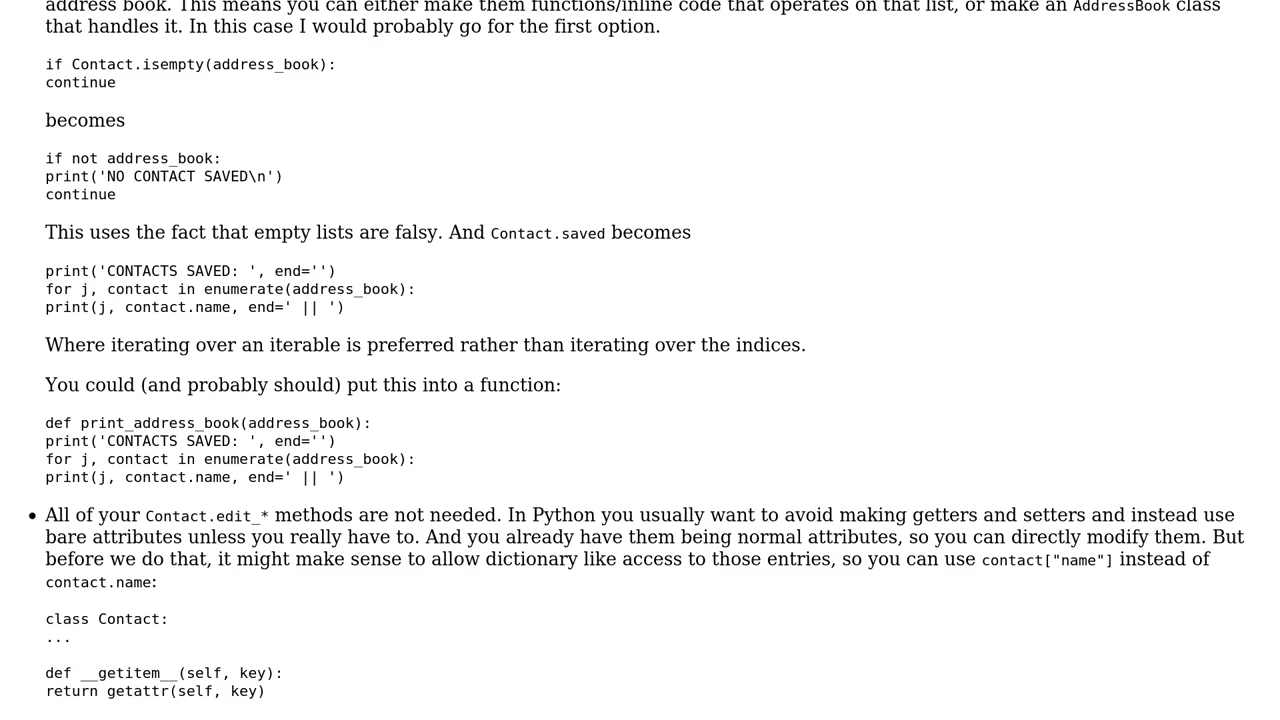 address book. This means you can either make them functions/inline code that operates on that list, or make an AddressBook class
that handles it. In this case I would probably go for the first option.
if Contact.isempty(address_book):
continue
becomes
if not address_book:
print('NO CONTACT SAVED\n')
continue
This uses the fact that empty lists are falsy. And Contact.saved becomes
print('CONTACTS SAVED: ', end='')
for j, contact in enumerate(address_book):
print(j, contact.name, end=' || ')
Where iterating over an iterable is preferred rather than iterating over the indices.
You could (and probably should) put this into a function:
def print_address_book(address_book):
print('CONTACTS SAVED: ', end='')
for j, contact in enumerate(address_book):
print(j, contact.name, end=' || ')
• All of your Contact.edit_* methods are not needed. In Python you usually want to avoid making getters and setters and instead use
bare attributes unless you really have to. And you already have them being normal attributes, so you can directly modify them. But
before we do that, it might make sense to allow dictionary like access to those entries, so you can use contact["name"] instead of
contact.name:
class Contact:
...
def __getitem__(self, key):
return getattr(self, key)